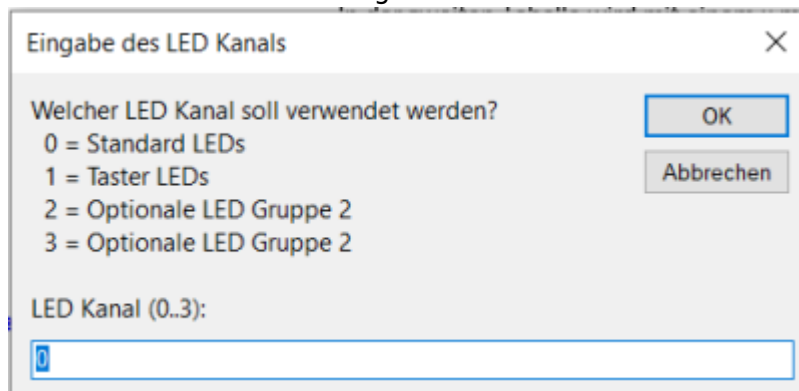 Eingabe des LED Kanals
Welcher LED Kanal soll verwendet werden?
0 = Standard LEDs
1 = Taster LEDs
2 = Optionale LED Gruppe 2
3 = Optionale LED Gruppe 2
OK
Abbrechen
LED Kanal (0..3):
0